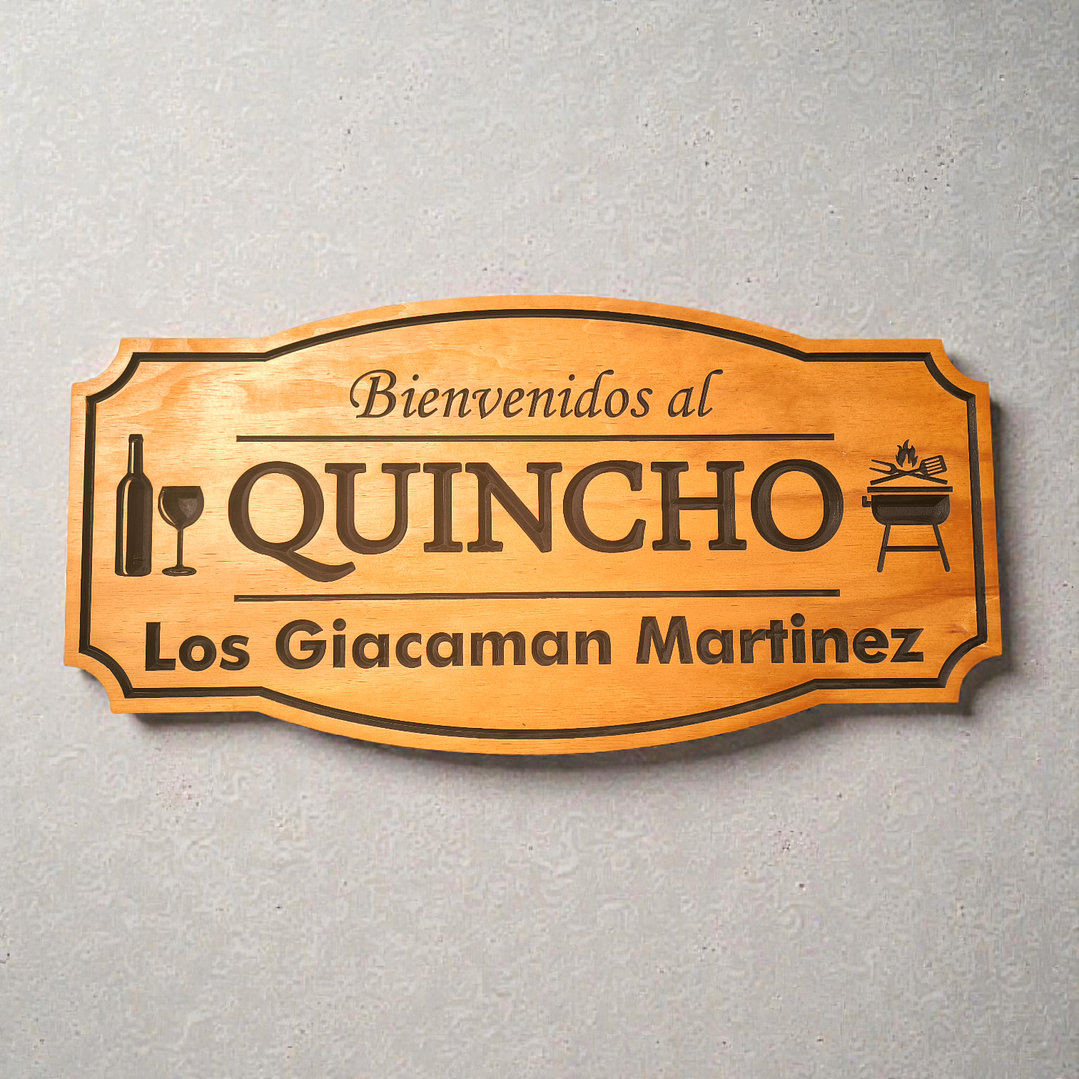 Bienvenidos al
QUINCHO
Los Giacaman Martinez